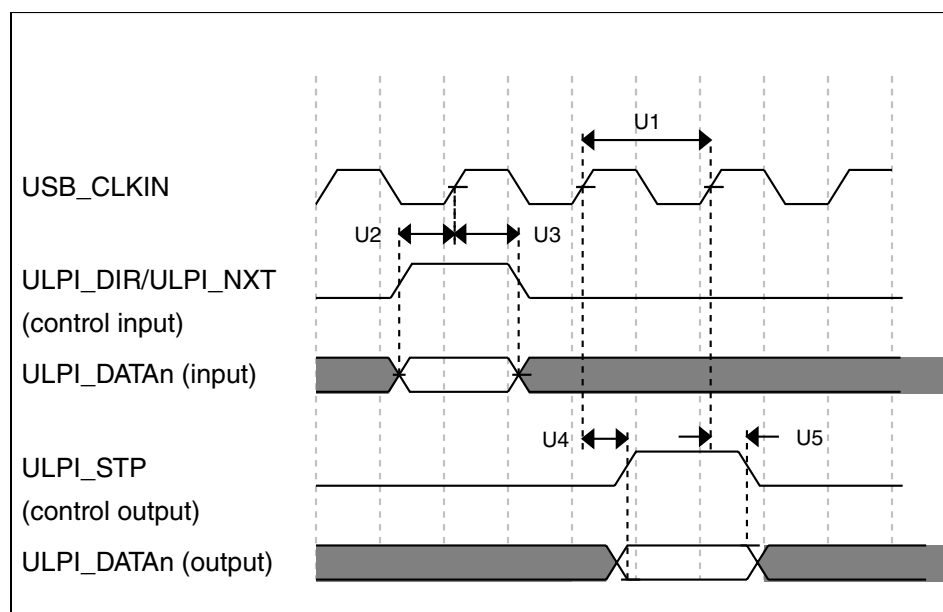 U1
USB_CLKIN
U2
U3
ULPI_DIR/ULPI_NXT
(control input)
ULPI_DATAn (input)
U4
U5
ULPI_STP
(control output)
ULPI_DATAn (output)